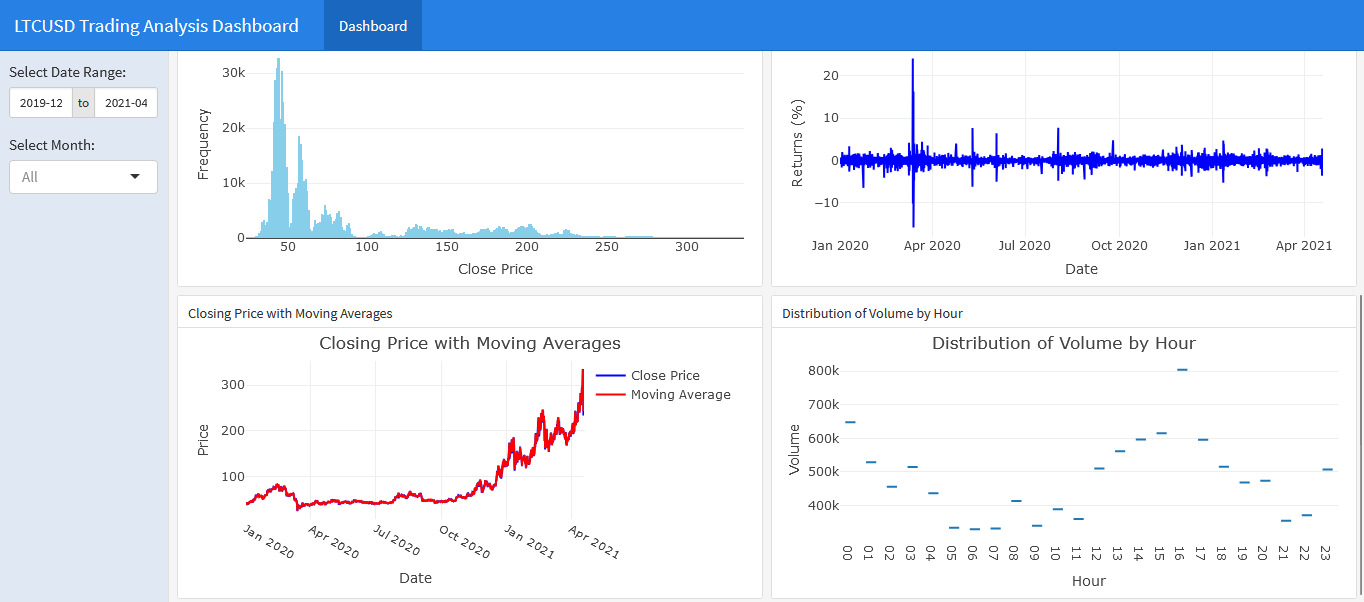 LTCUSD Trading Analysis Dashboard
Dashboard
Select Date Range:
2019-12 to 2021-04
Select Month:
All
30k
20k
10k
0
Frequency
50 100 150 200 250 300
Close Price
20
10
0
−10
Returns (%)
Jan 2020 Apr 2020 Jul 2020 Oct 2020 Jan 2021 Apr 2021
Date
Closing Price with Moving Averages
Closing Price with Moving Averages
300
200
100
Price
Close Price
Moving Average
Jan 2020 Apr 2020 Jul 2020 Oct 2020 Jan 2021 Apr 2021
Date
Distribution of Volume by Hour
Distribution of Volume by Hour
800k
700k
600k
500k
400k
Volume
00 01 02 03 04 05 06 07 08 09 10 11 12 13 14 15 16 17 18 19 20 21 22 23
Hour